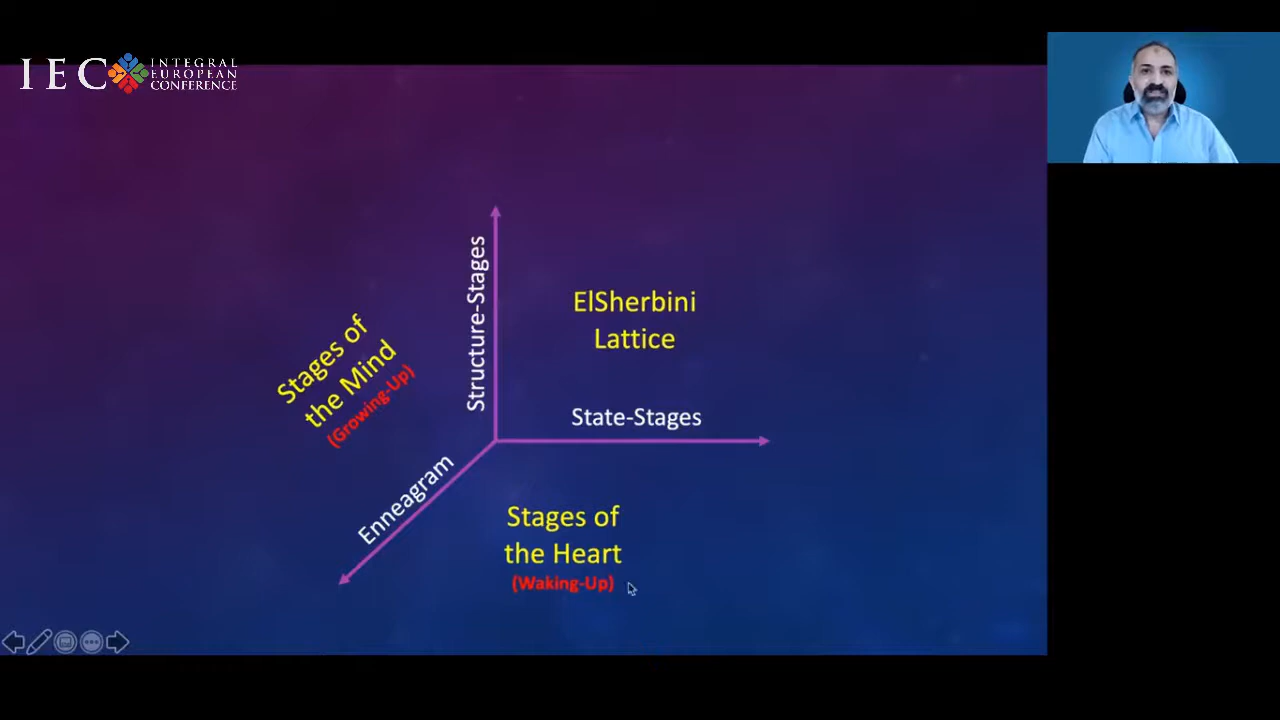 IEC INTEGRAL
EUROPEAN
CONFERENCE
Structure-Stages
ElSherbini
Lattice
Stages of
the Mind
(Growing-Up)
State-Stages
Enneagram
Stages of
the Heart
(Waking-Up)